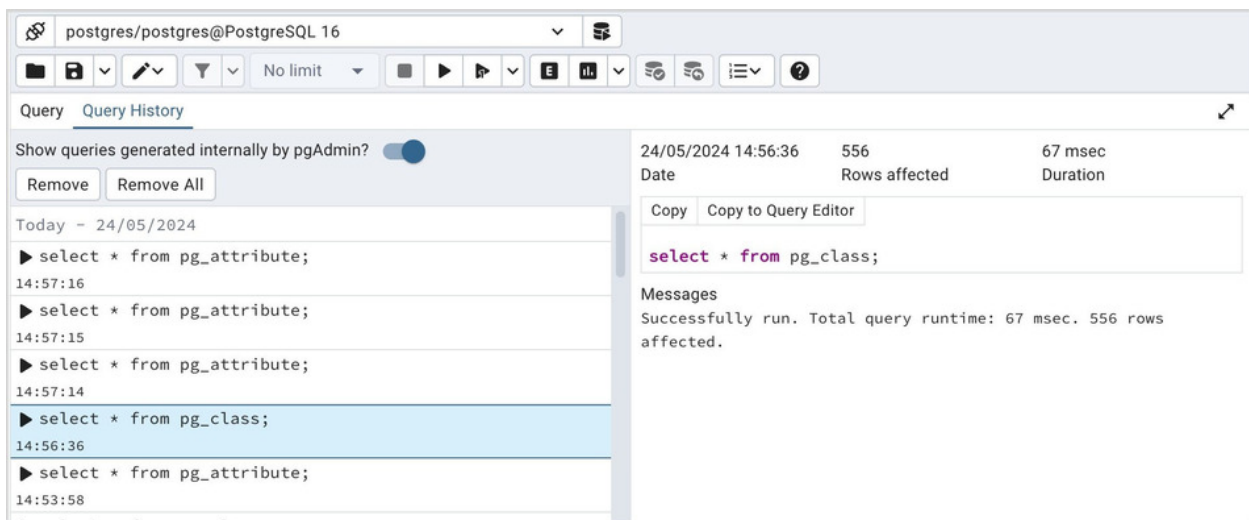 postgres/postgres@PostgreSQL 16
No limit
E
Query Query History
Show queries generated internally by pgAdmin?
Remove Remove All
Today - 24/05/2024
select * from pg_attribute;
14:57:16
select * from pg_attribute;
14:57:15
select * from pg_attribute;
14:57:14
select * from pg_class;
14:56:36
select * from pg_attribute;
14:53:58
24/05/2024 14:56:36 556 67 msec
Date Rows affected Duration
Copy Copy to Query Editor
select * from pg_class;
Messages
Successfully run. Total query runtime: 67 msec. 556 rows
affected.